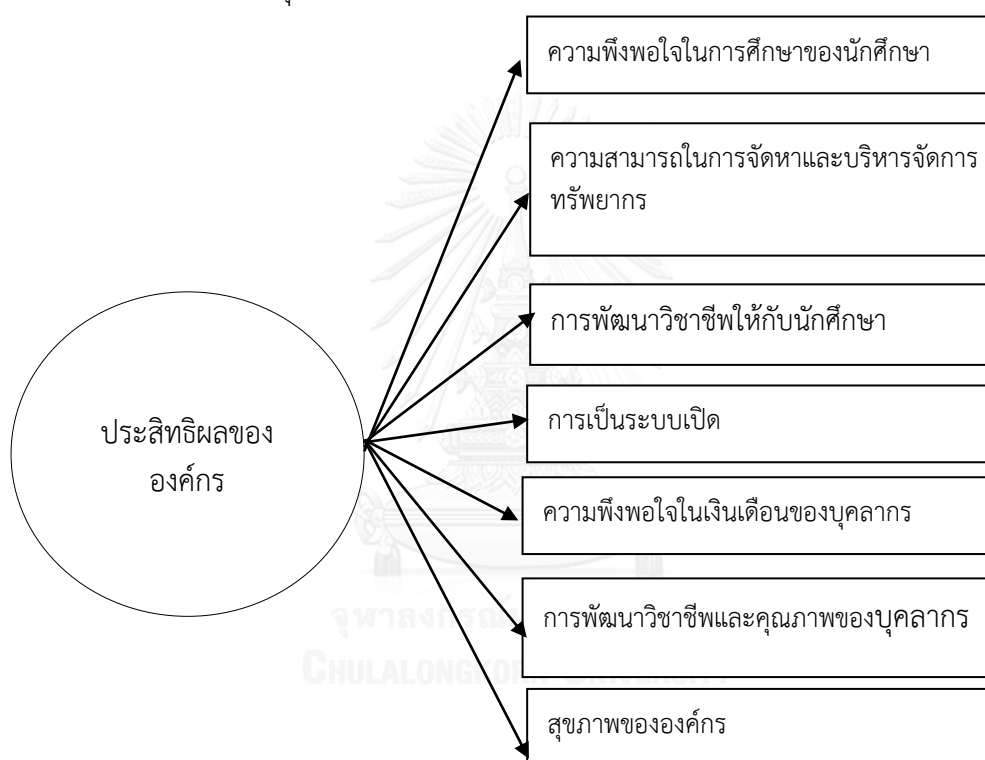 ความพึงพอใจในการศึกษาของนักศึกษา
ความสามารถในการจัดหาและบริหารจัดการ
ทรัพยากร
การพัฒนาวิชาชีพให้กับนักศึกษา
การเป็นระบบเปิด
ประสิทธิผลของ
องค์กร
ความพึงพอใจในเงินเดือนของบุคลากร
การพัฒนาวิชาชีพและคุณภาพของบุคลากร
สุขภาพขององค์กร